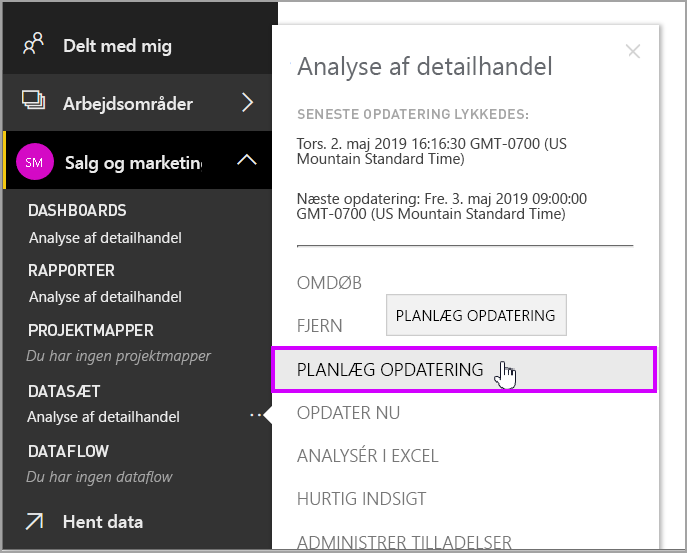 Delt med mig
Arbejdsområder
SM
Salg og marketin
DASHBOARDS
Analyse af detailhandel
RAPPORTER
Analyse af detailhandel
PROJEKTMAPPER
Du har ingen projektmapper
DATASÆT
Analyse af detailhandel
DATAFLOW
Du har ingen dataflow
Hent data
Analyse af detailhandel
SENESTE OPDATERING LYKKEDES:
Tors. 2. maj 2019 16:16:30 GMT-0700 (US
Mountain Standard Time)
Næste opdatering: Fre. 3. maj 2019 09:00:00
GMT-0700 (US Mountain Standard Time)
OMDØB
FJERN
PLANLÆG OPDATERING
PLANLÆG OPDATERING
OPDATER NU
ANALYSÉR I EXCEL
HURTIG INDSIGT
ADMINISTRER TILLADELSER